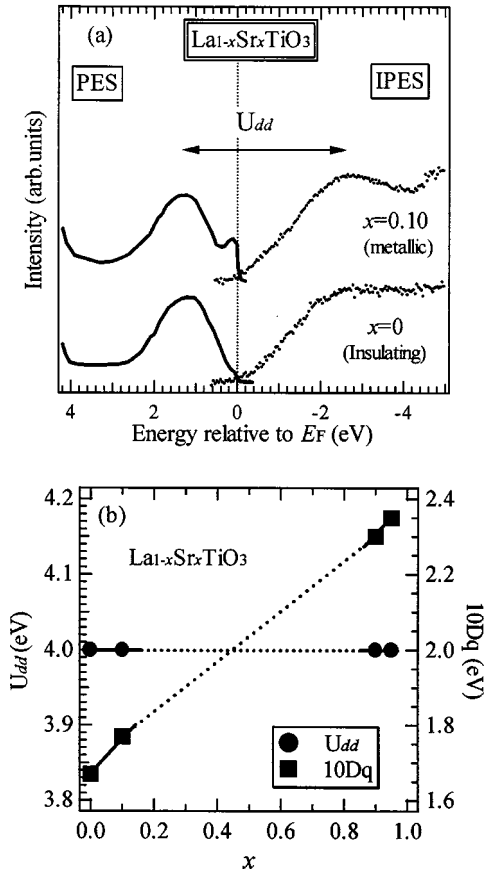 (a)
La1-xSrxTiO3
PES
IPES
Udd
x=0.10
(metallic)
x=0
(Insulating)
Intensity (arb.units)
4 2 0 -2 -4
Energy relative to EF (eV)
(b)
La1-xSrxTiO3
4.2
4.1
4.0
3.9
3.8
Udd (eV)
2.4
2.2
2.0
1.8
1.6
10Dq (eV)
Udd
10Dq
0.0 0.2 0.4 0.6 0.8 1.0
x